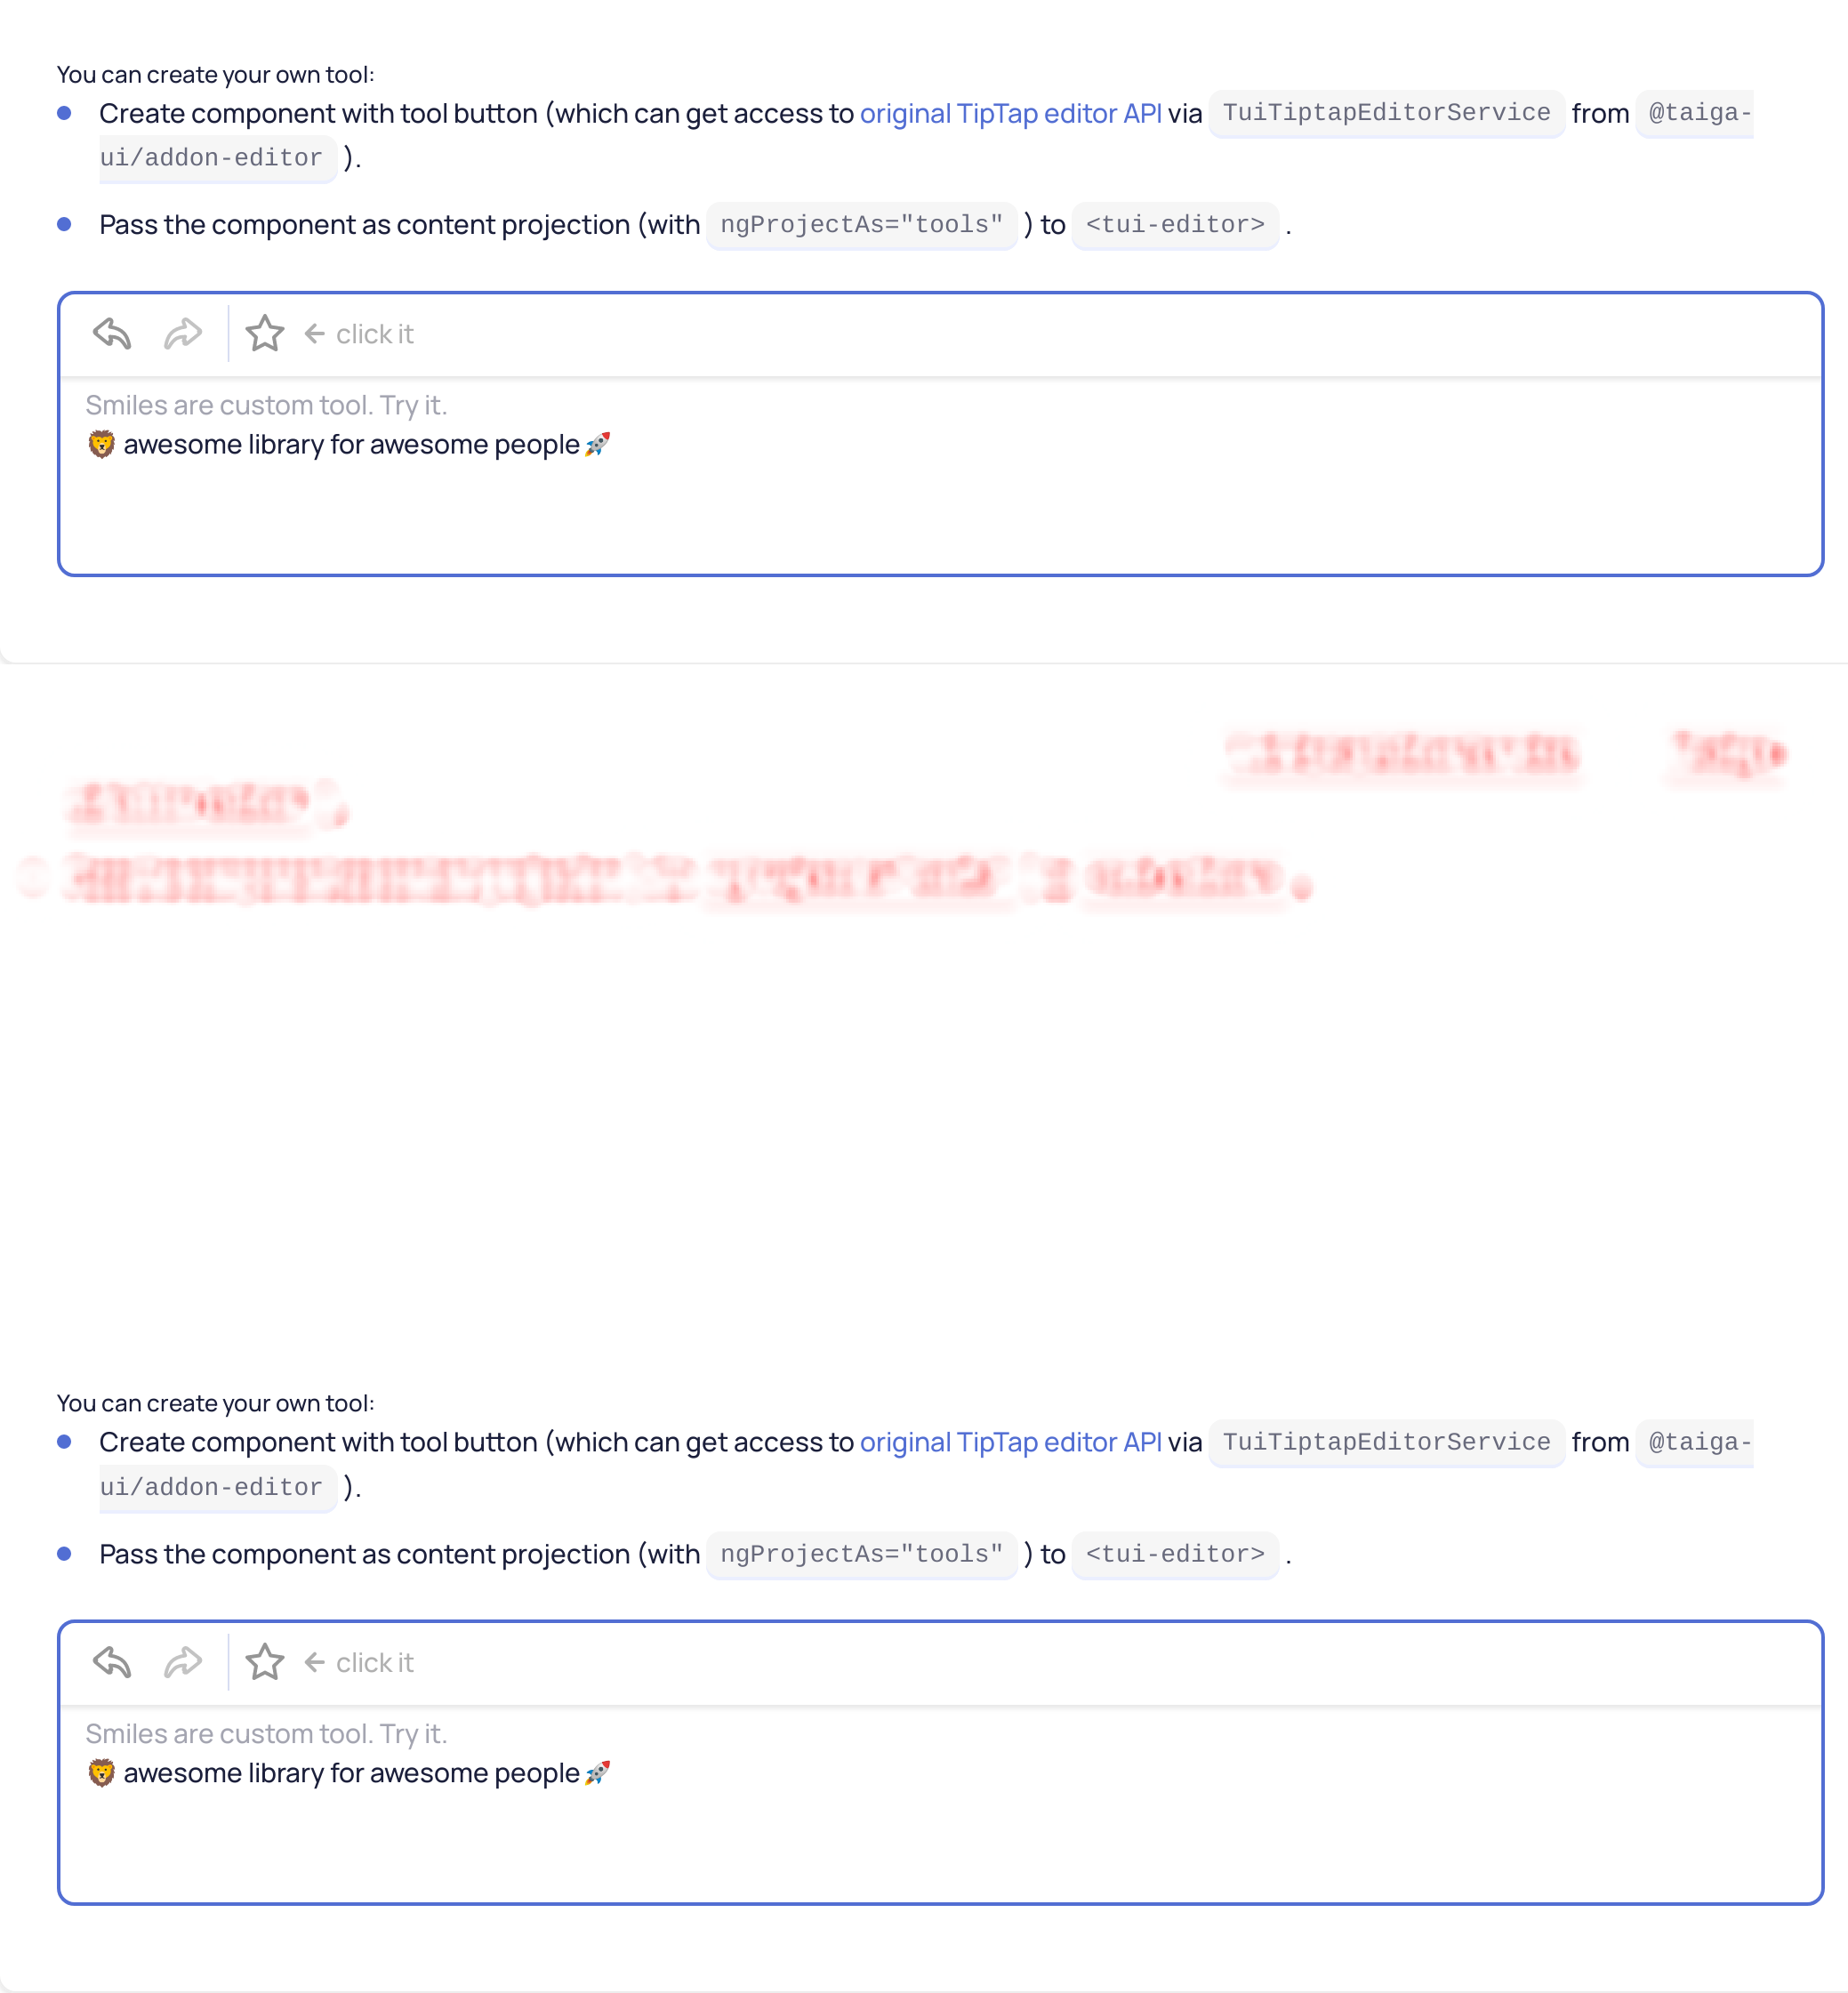 You can create your own tool:
Create component with tool button (which can get access to original TipTap editor API via TuiTiptapEditorService from @taiga-
ui/addon-editor ).
Pass the component as content projection (with ngProjectAs="tools" ) to <tui-editor> .
← click it
Smiles are custom tool. Try it.
🦁 awesome library for awesome people🚀
You can create your own tool:
Create component with tool button (which can get access to original TipTap editor API via TuiTiptapEditorService from @taiga-
ui/addon-editor ).
Pass the component as content projection (with ngProjectAs="tools" ) to <tui-editor> .
← click it
Smiles are custom tool. Try it.
🦁 awesome library for awesome people🚀